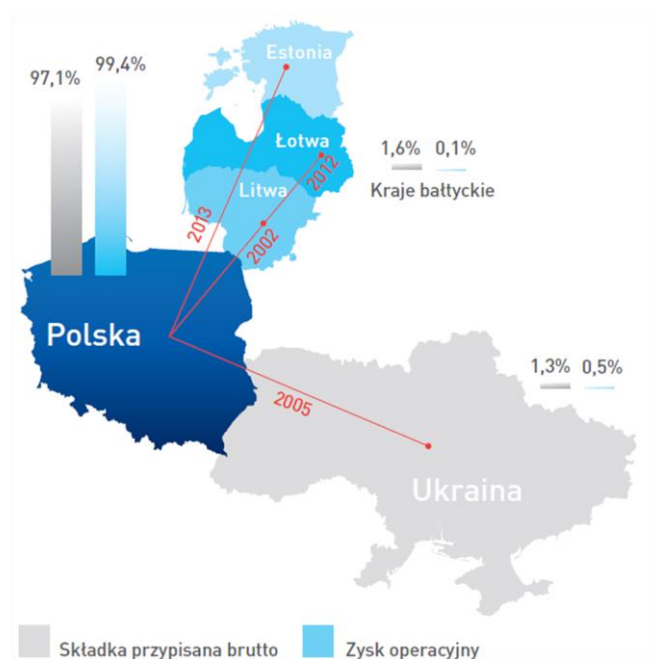 Estonia
97,1% 99,4%
Łotwa
1,6% 0,1%
Kraje bałtyckie
2012
Litwa
2013
2002
Polska
1,3% 0,5%
2005
Ukraina
Składka przypisana brutto
Zysk operacyjny